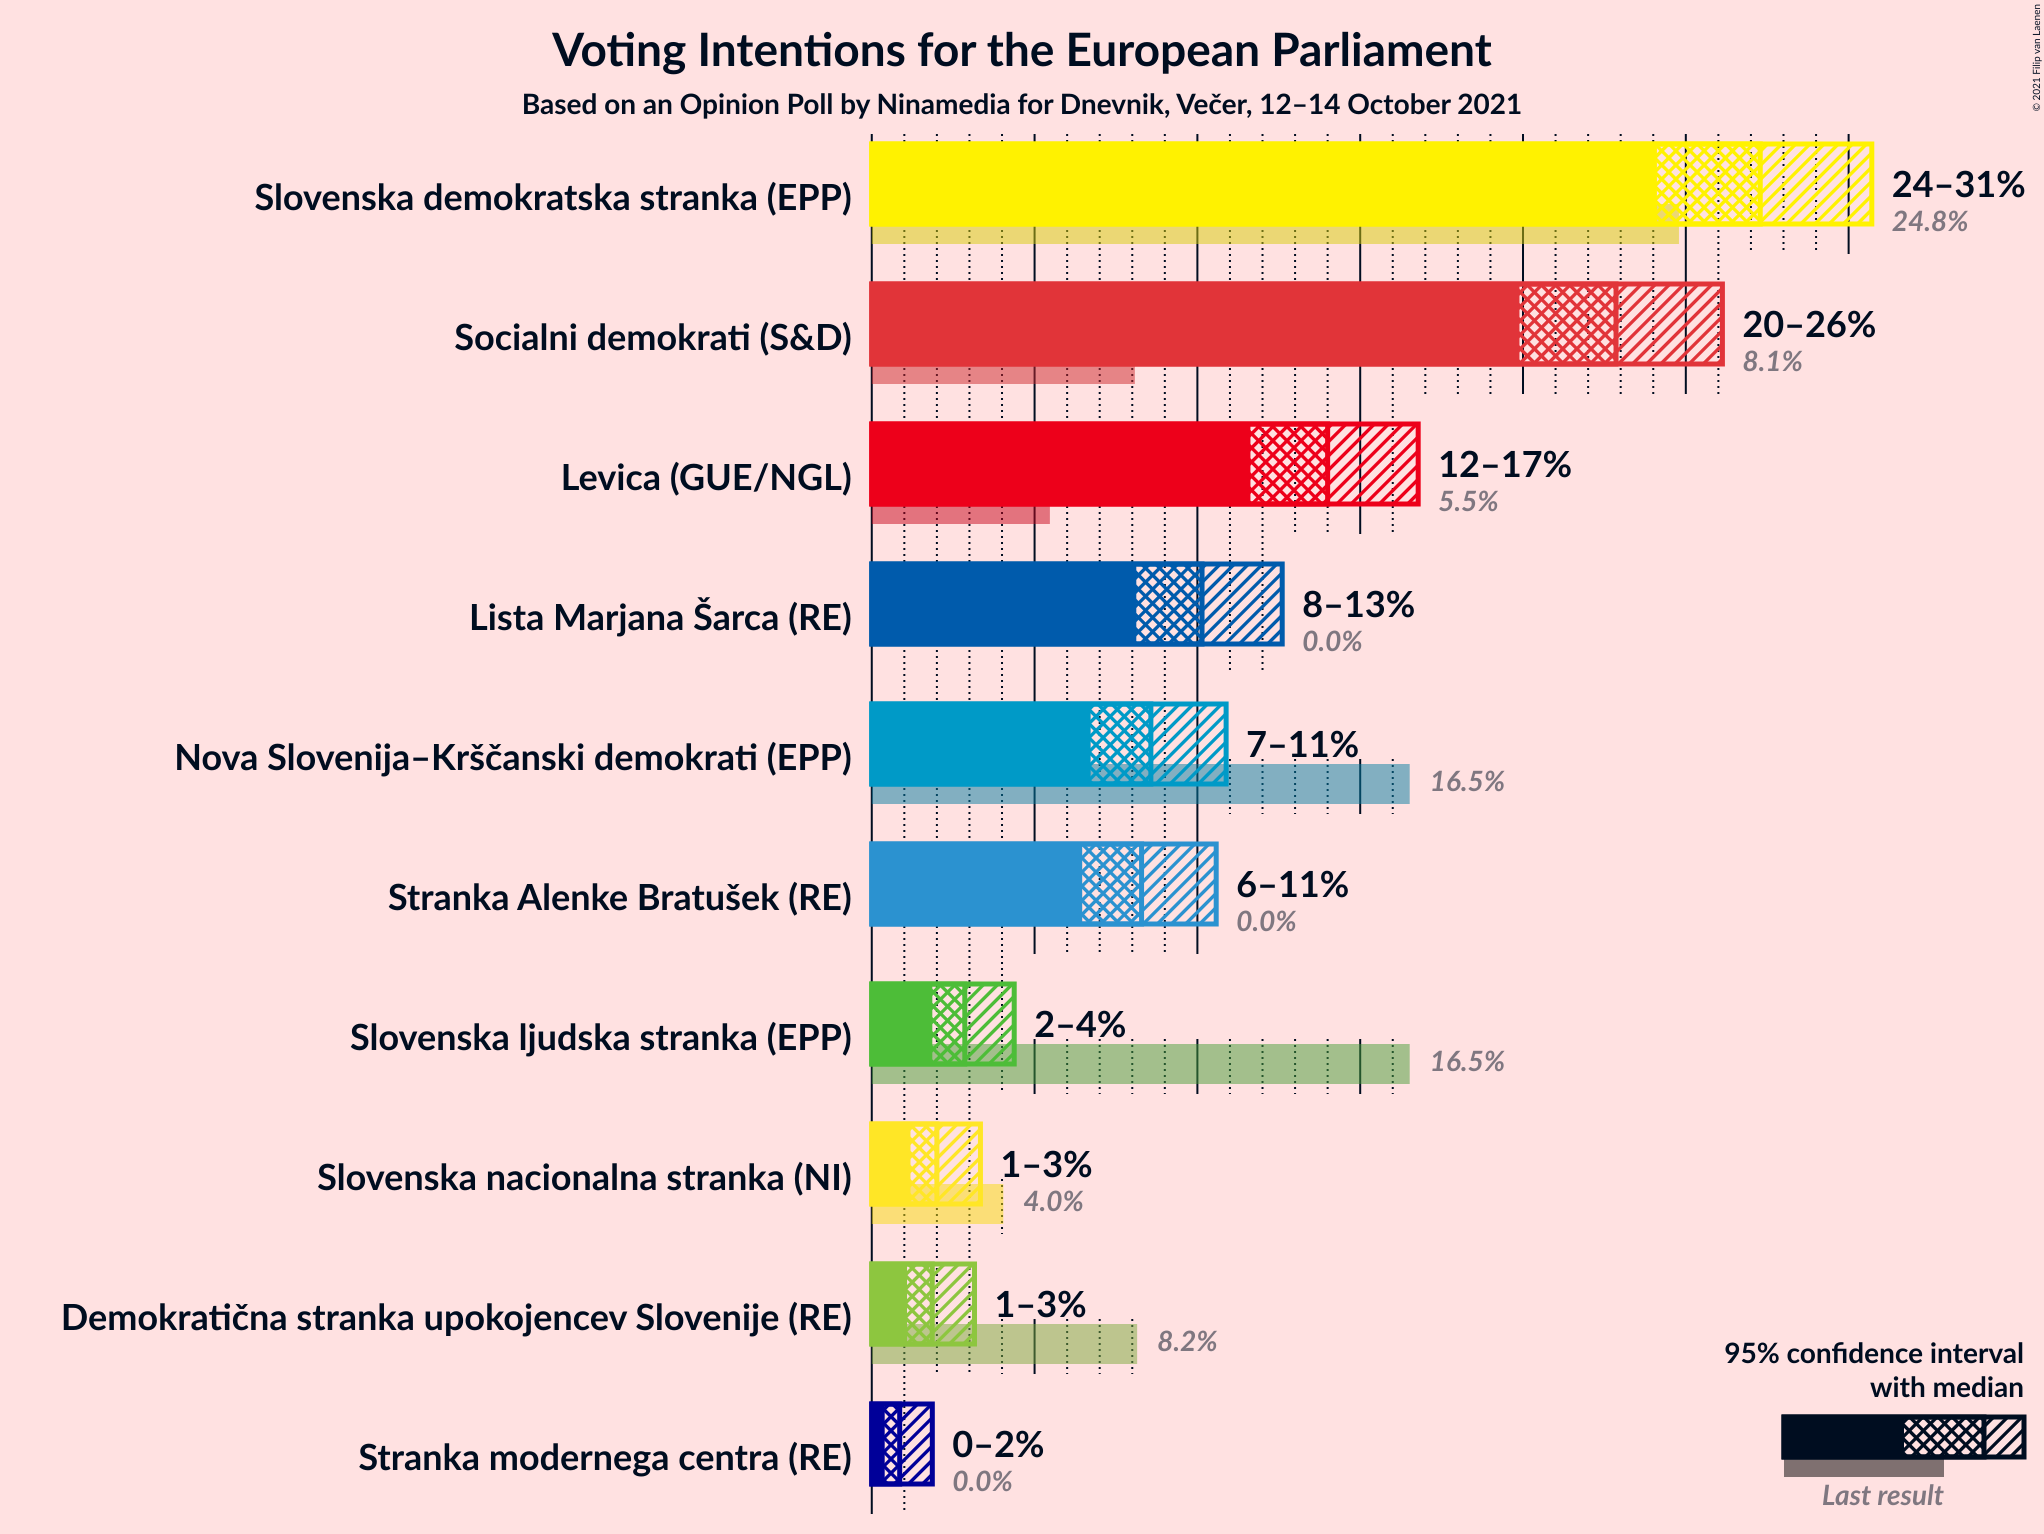 Voting Intentions for the European Parliament
Based on an Opinion Poll by Ninamedia for Dnevnik, Večer, 12–14 October 2021
© 2021 Filip van Laenen
Slovenska demokratska stranka (EPP)
24–31%
24.8%
Socialni demokrati (S&D)
20–26%
8.1%
Levica (GUE/NGL)
12–17%
5.5%
Lista Marjana Šarca (RE)
8–13%
0.0%
Nova Slovenija–Krščanski demokrati (EPP)
7–11%
16.5%
Stranka Alenke Bratušek (RE)
6–11%
0.0%
Slovenska ljudska stranka (EPP)
2–4%
16.5%
Slovenska nacionalna stranka (NI)
1–3%
4.0%
Demokratična stranka upokojencev Slovenije (RE)
1–3%
8.2%
Stranka modernega centra (RE)
0–2%
0.0%
95% confidence interval
with median
Last result